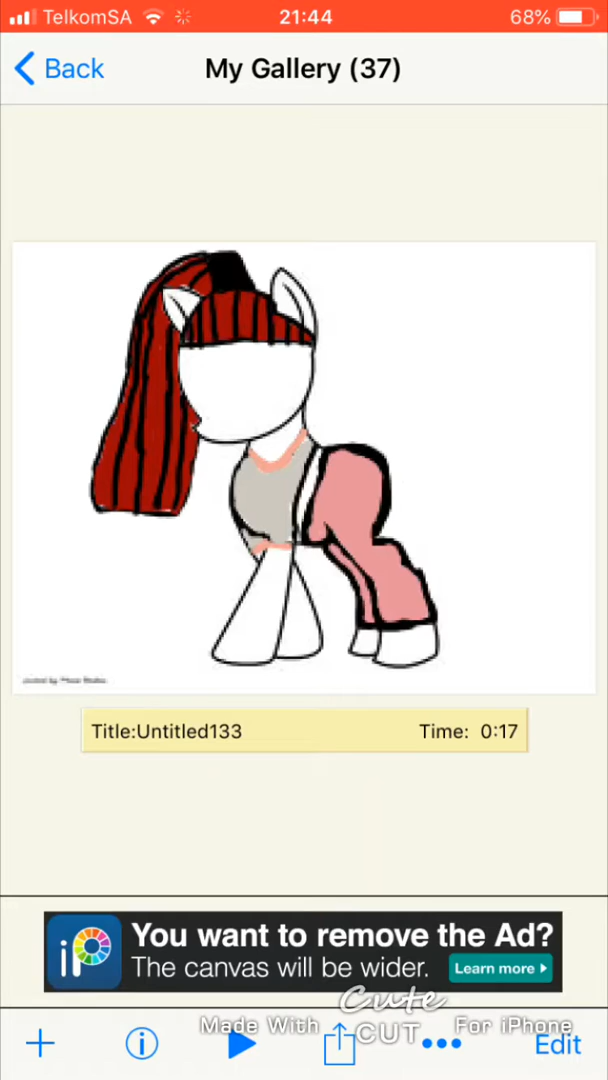 TelkomSA 21:44 68%
Back My Gallery (37)
Title:Untitled133 Time: 0:17
iP You want to remove the Ad?
The canvas will be wider. Learn more
Made With Cute CUT For iPhone
Edit